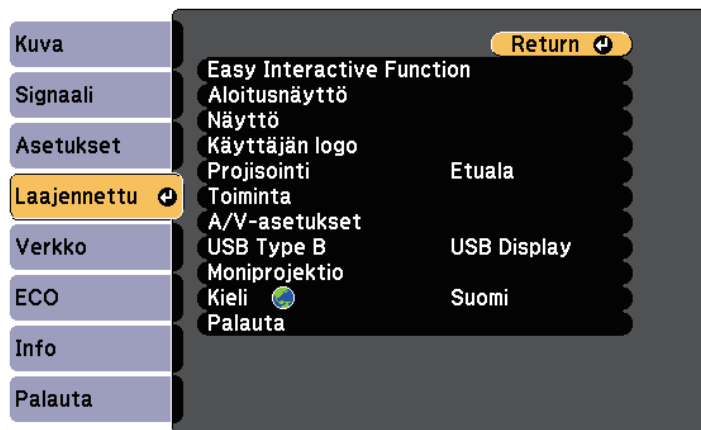 Kuva
Signaali
Asetukset
Laajennettu
Verkko
ECO
Info
Palauta
Return
Easy Interactive Function
Aloitusnäyttö
Näyttö
Käyttäjän logo
Projisointi Etuala
Toiminta
A/V-asetukset
USB Type B USB Display
Moniprojektio
Kieli Suomi
Palauta